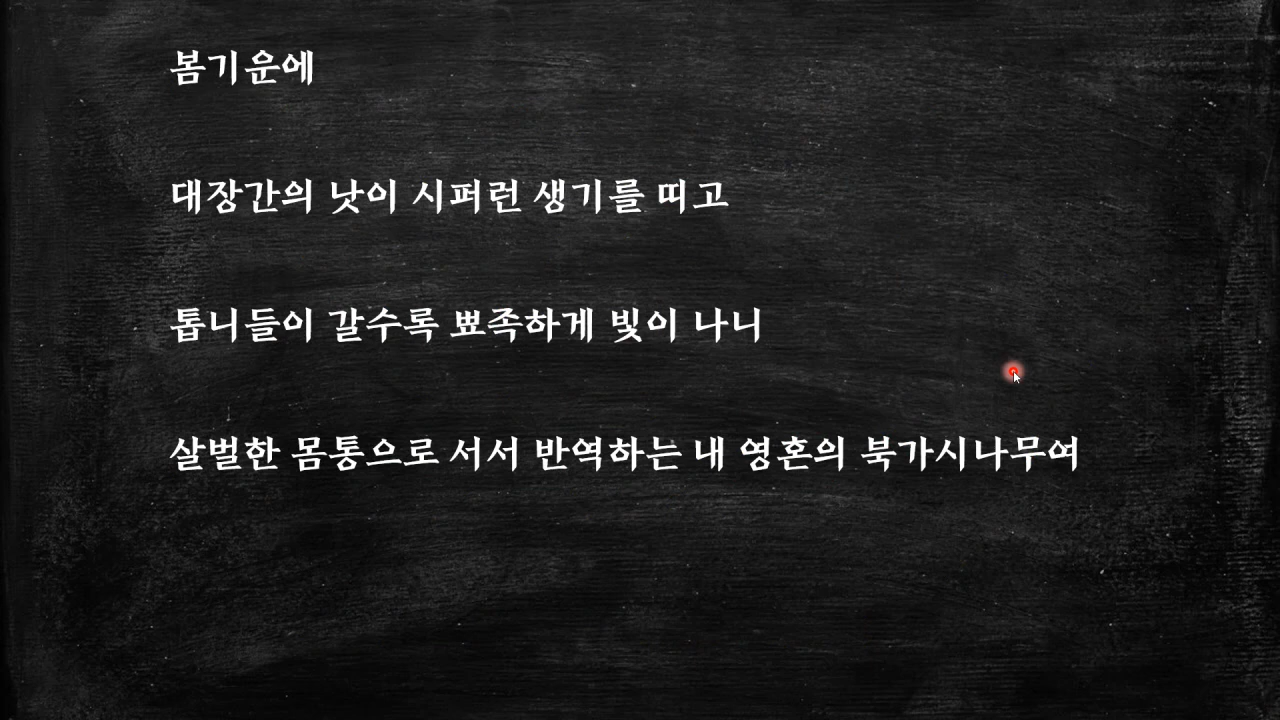 봄기운에
대장간의 낫이 시퍼런 생기를 띠고
톱니들이 갈수록 뾰족하게 빛이 나니
살벌한 몸통으로 서서 반역하는 내 영혼의 북가시나무여